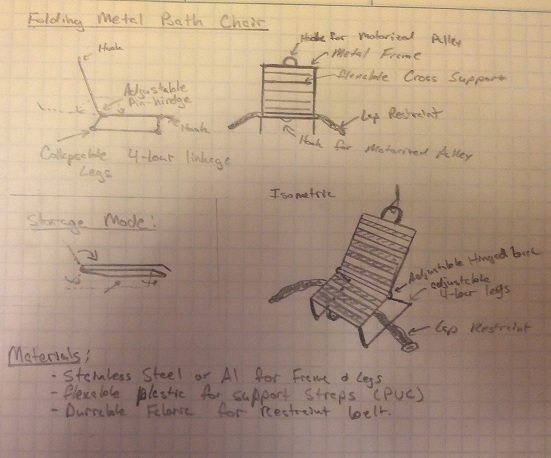 Folding Metal Bath Chair
Hook
Hook for Motorized Pulley
Metal Frame
Flexable Cross Support
Adjustable
Pin-hindge
Hook
Lap Restraint
Collapsable 4-bar linkage
Legs
Hook for Motorized Pulley
Isometric
Storage Mode:
Adjustable Hinged back
adjustable
4-bar legs
Lap Restraint
Materials:
- Stainless Steel or Al for Frame & Legs
- flexable plastic for support Straps (PVC)
- Durrable Fabric for Restraint belt.